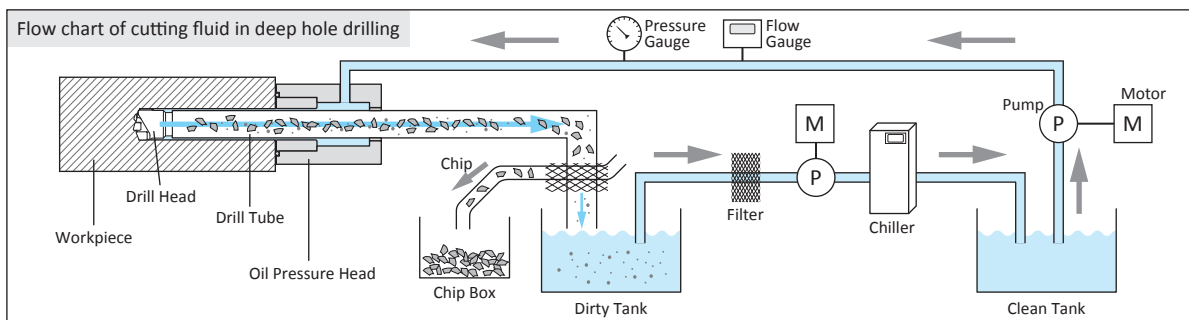 Flow chart of cutting fluid in deep hole drilling
Pressure
Gauge
Flow
Gauge
Motor
Pump
P
M
M
P
Chip
Drill Head
Drill Tube
Workpiece
Oil Pressure Head
Chip Box
Dirty Tank
Filter
Chiller
Clean Tank